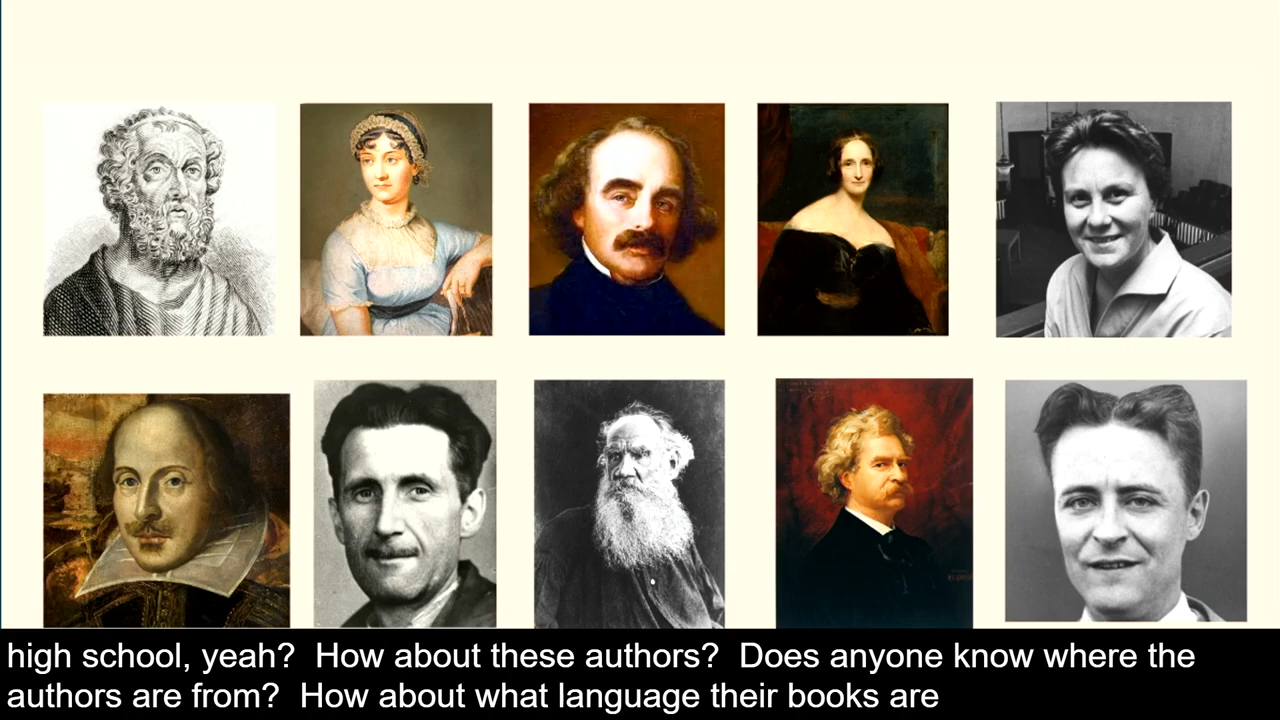 high school, yeah?  How about these authors?  Does anyone know where the
authors are from?  How about what language their books are